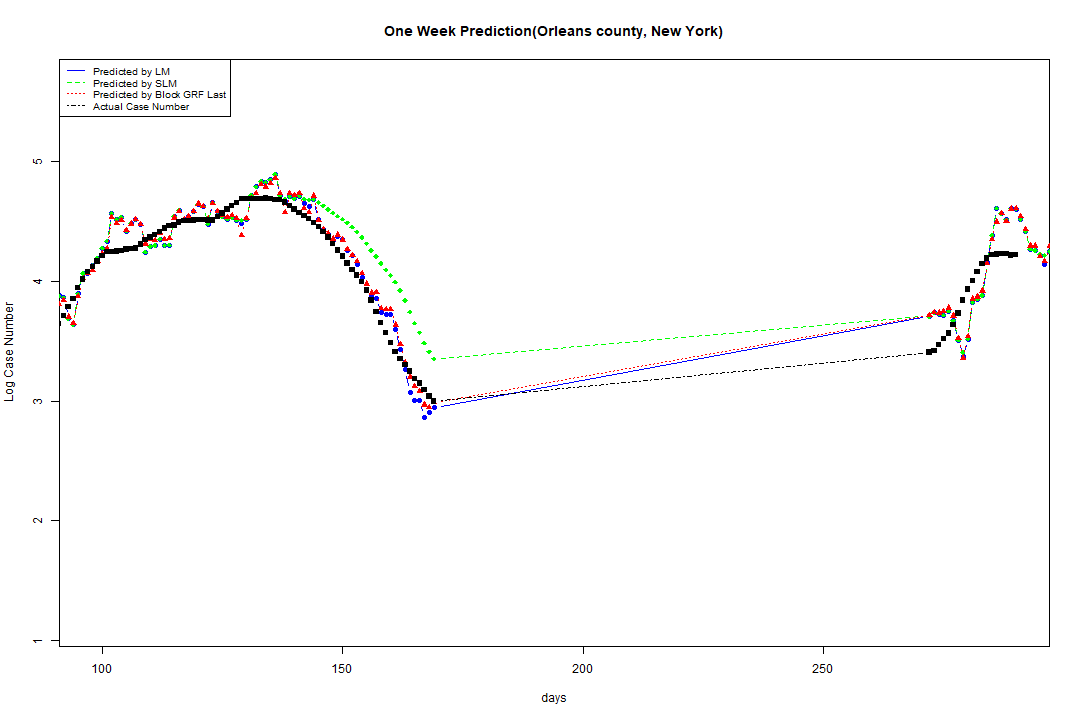 One Week Prediction(Orleans county, New York)
Predicted by LM
Predicted by SLM
Predicted by Block GRF Last
Actual Case Number
5
4
3
2
1
Log Case Number
100 150 200 250
days